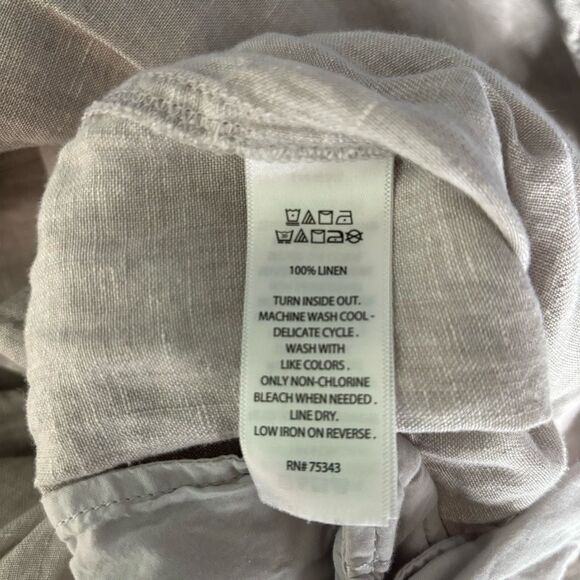 100% LINEN
TURN INSIDE OUT.
MACHINE WASH COOL -
DELICATE CYCLE .
WASH WITH
LIKE COLORS .
ONLY NON-CHLORINE
BLEACH WHEN NEEDED .
LINE DRY.
LOW IRON ON REVERSE .
RN# 75343